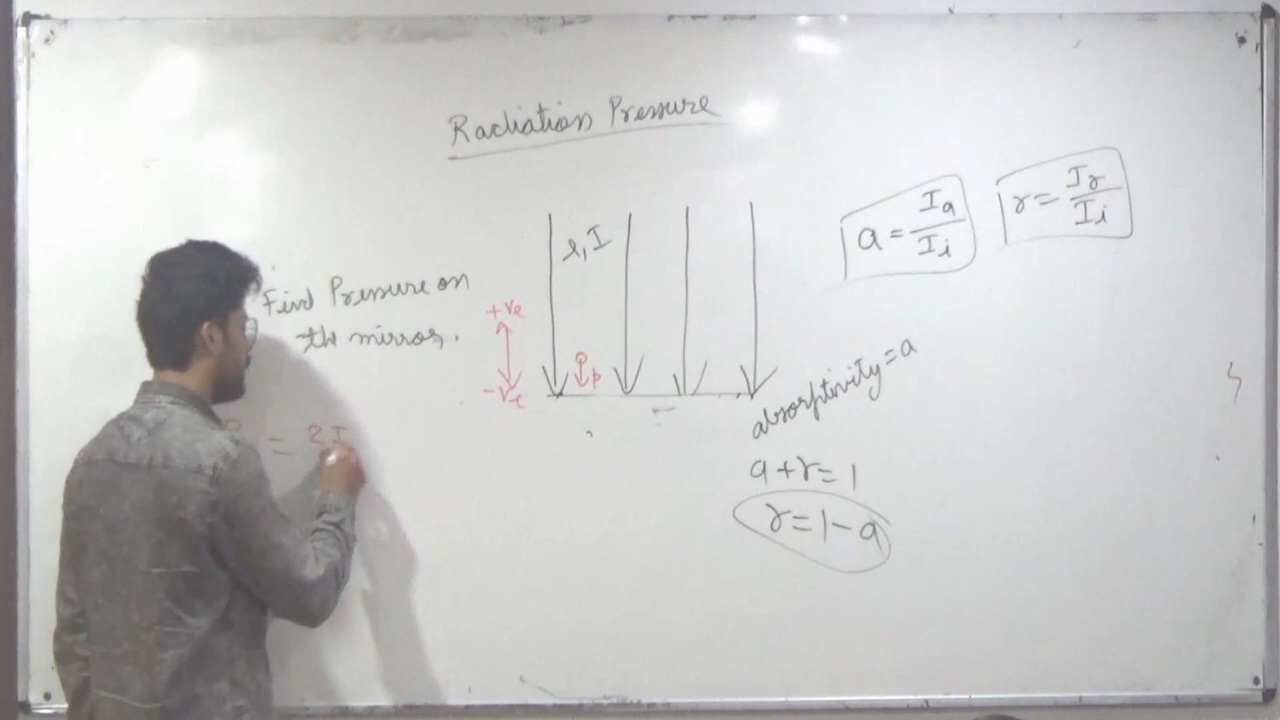 Radiation Pressure
Find Pressure on
the mirror.
+ve
-ve
λ, I
P
a = Ia/Ii
r = Ir/Ii
absorptivity = a
a + r = 1
r = 1 - a
= 2I